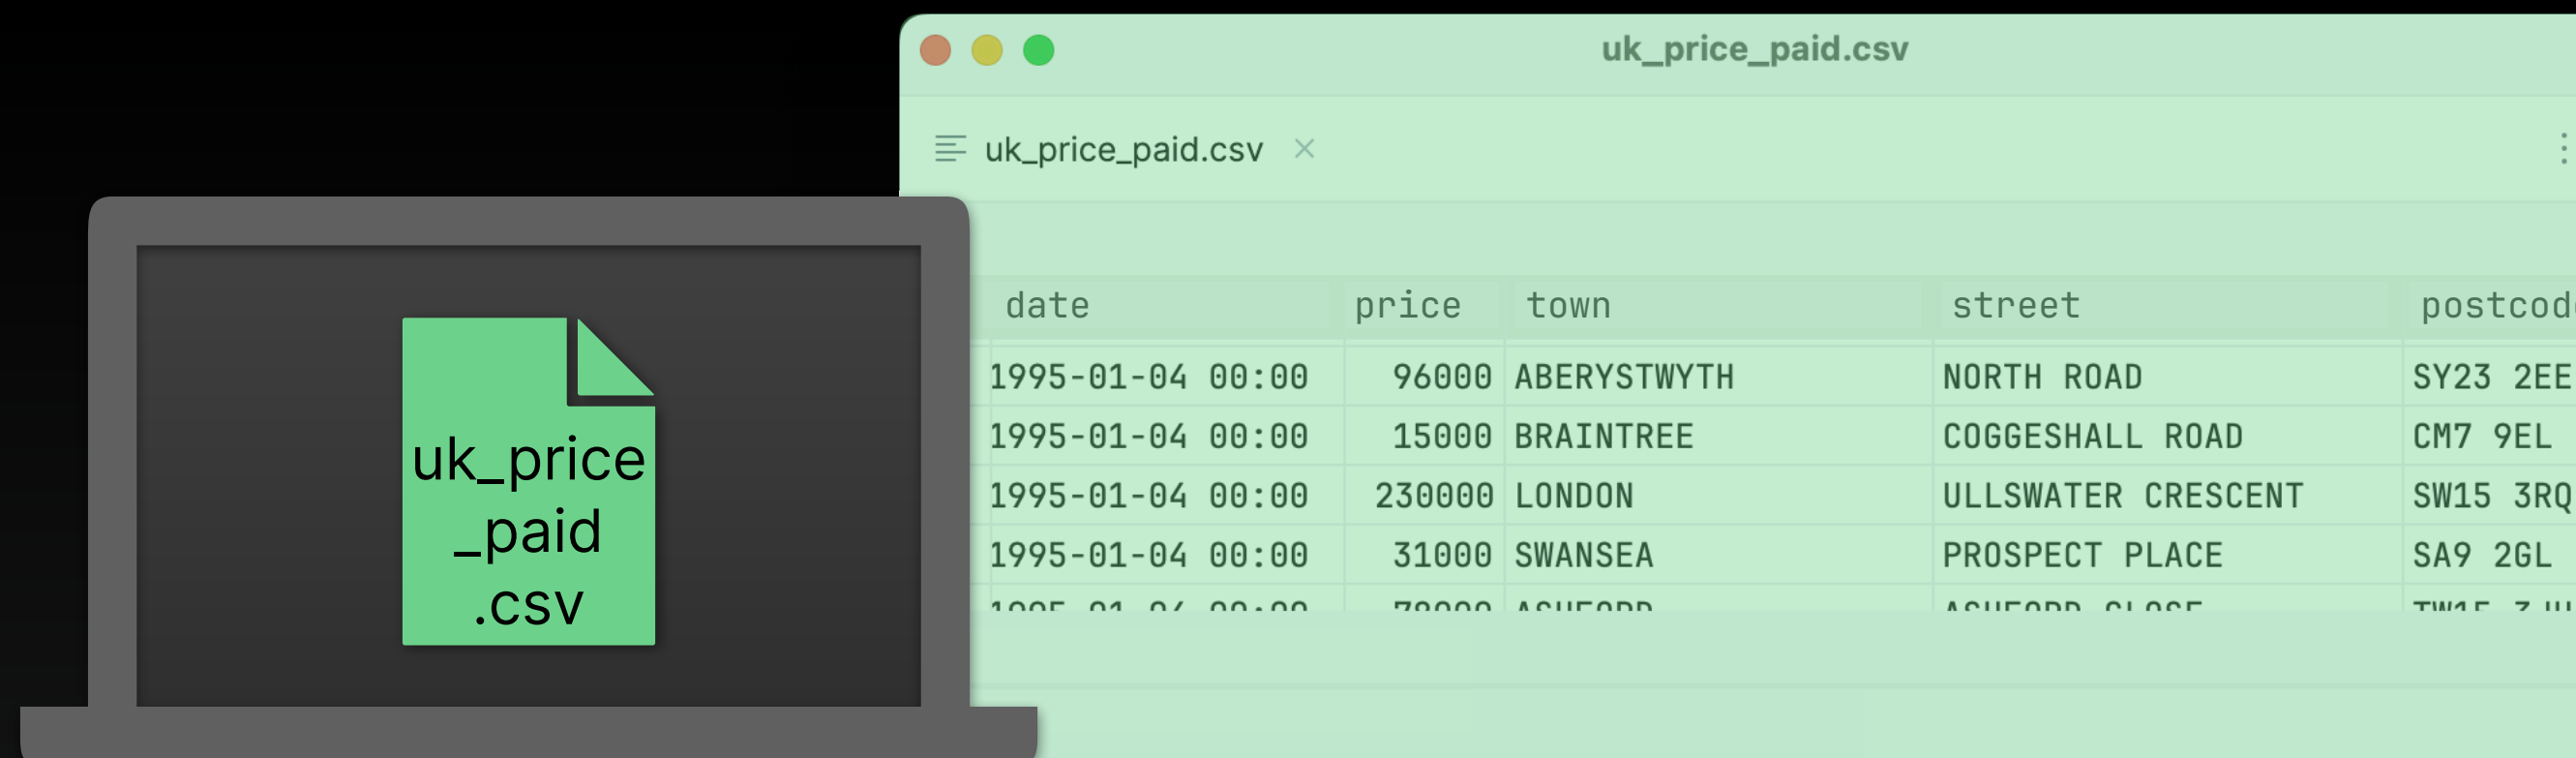 uk_price_paid.csv
uk_price_paid.csv ×
uk_price
_paid
.csv
date price town street
1995-01-04 00:00 96000 ABERYSTWYTH NORTH ROAD SY23 2EE
1995-01-04 00:00 15000 BRAINTREE COGGESHALL ROAD CM7 9EL
1995-01-04 00:00 230000 LONDON ULLSWATER CRESCENT SW15 3RQ
1995-01-04 00:00 31000 SWANSEA PROSPECT PLACE SA9 2GL